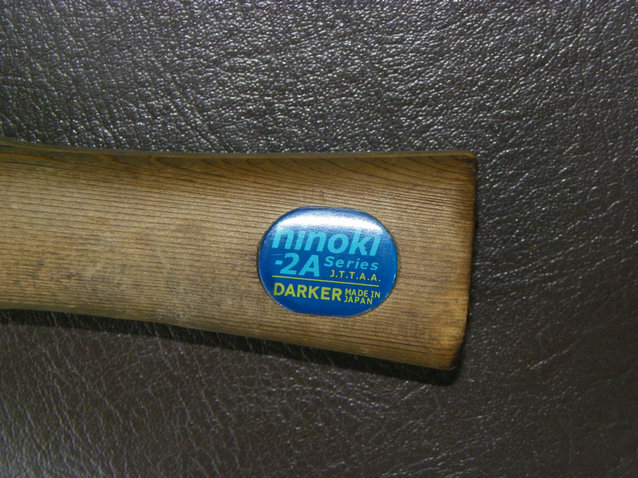 hinoki
-2A Series
J.T.T.A.A.
DARKER MADE IN
JAPAN